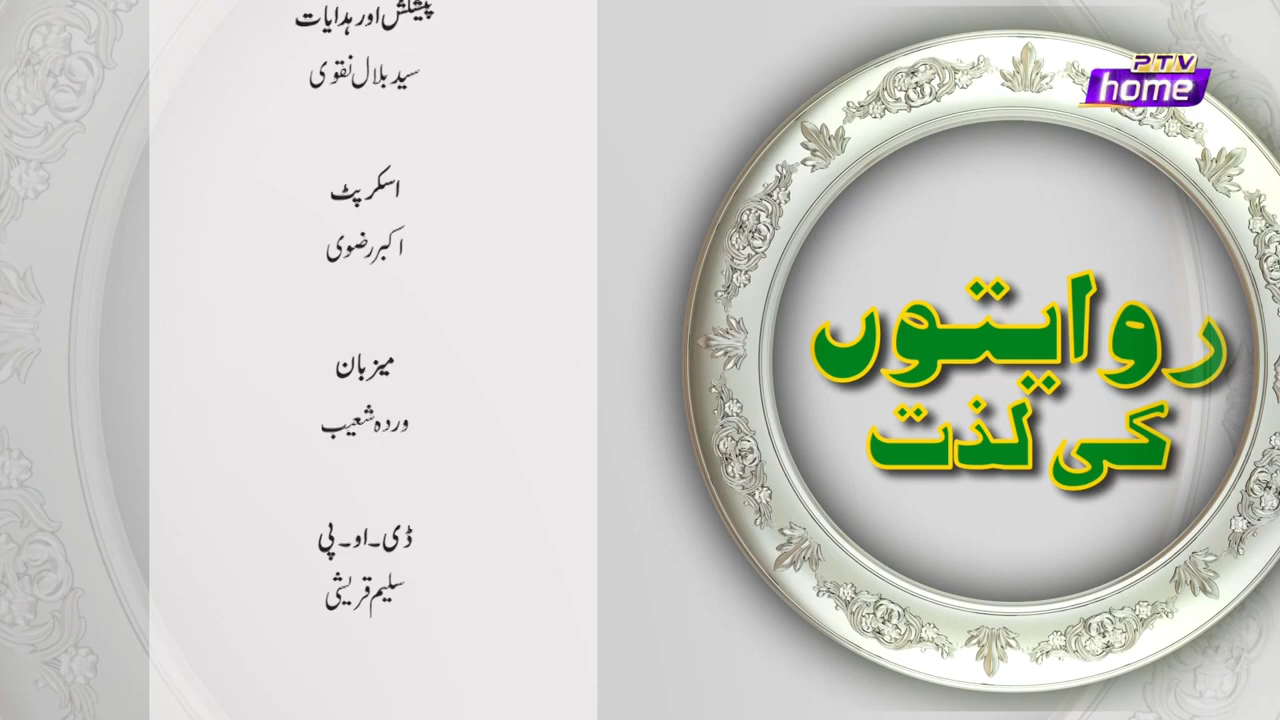 پیشکش اور ہدایات
سید بلال نقوی
اسکرپٹ
اکبر رضوی
میزبان
وردہ شعیب
ڈی۔او۔پی
سلیم قریشی
PTV
home
روایتوں
کی لذت